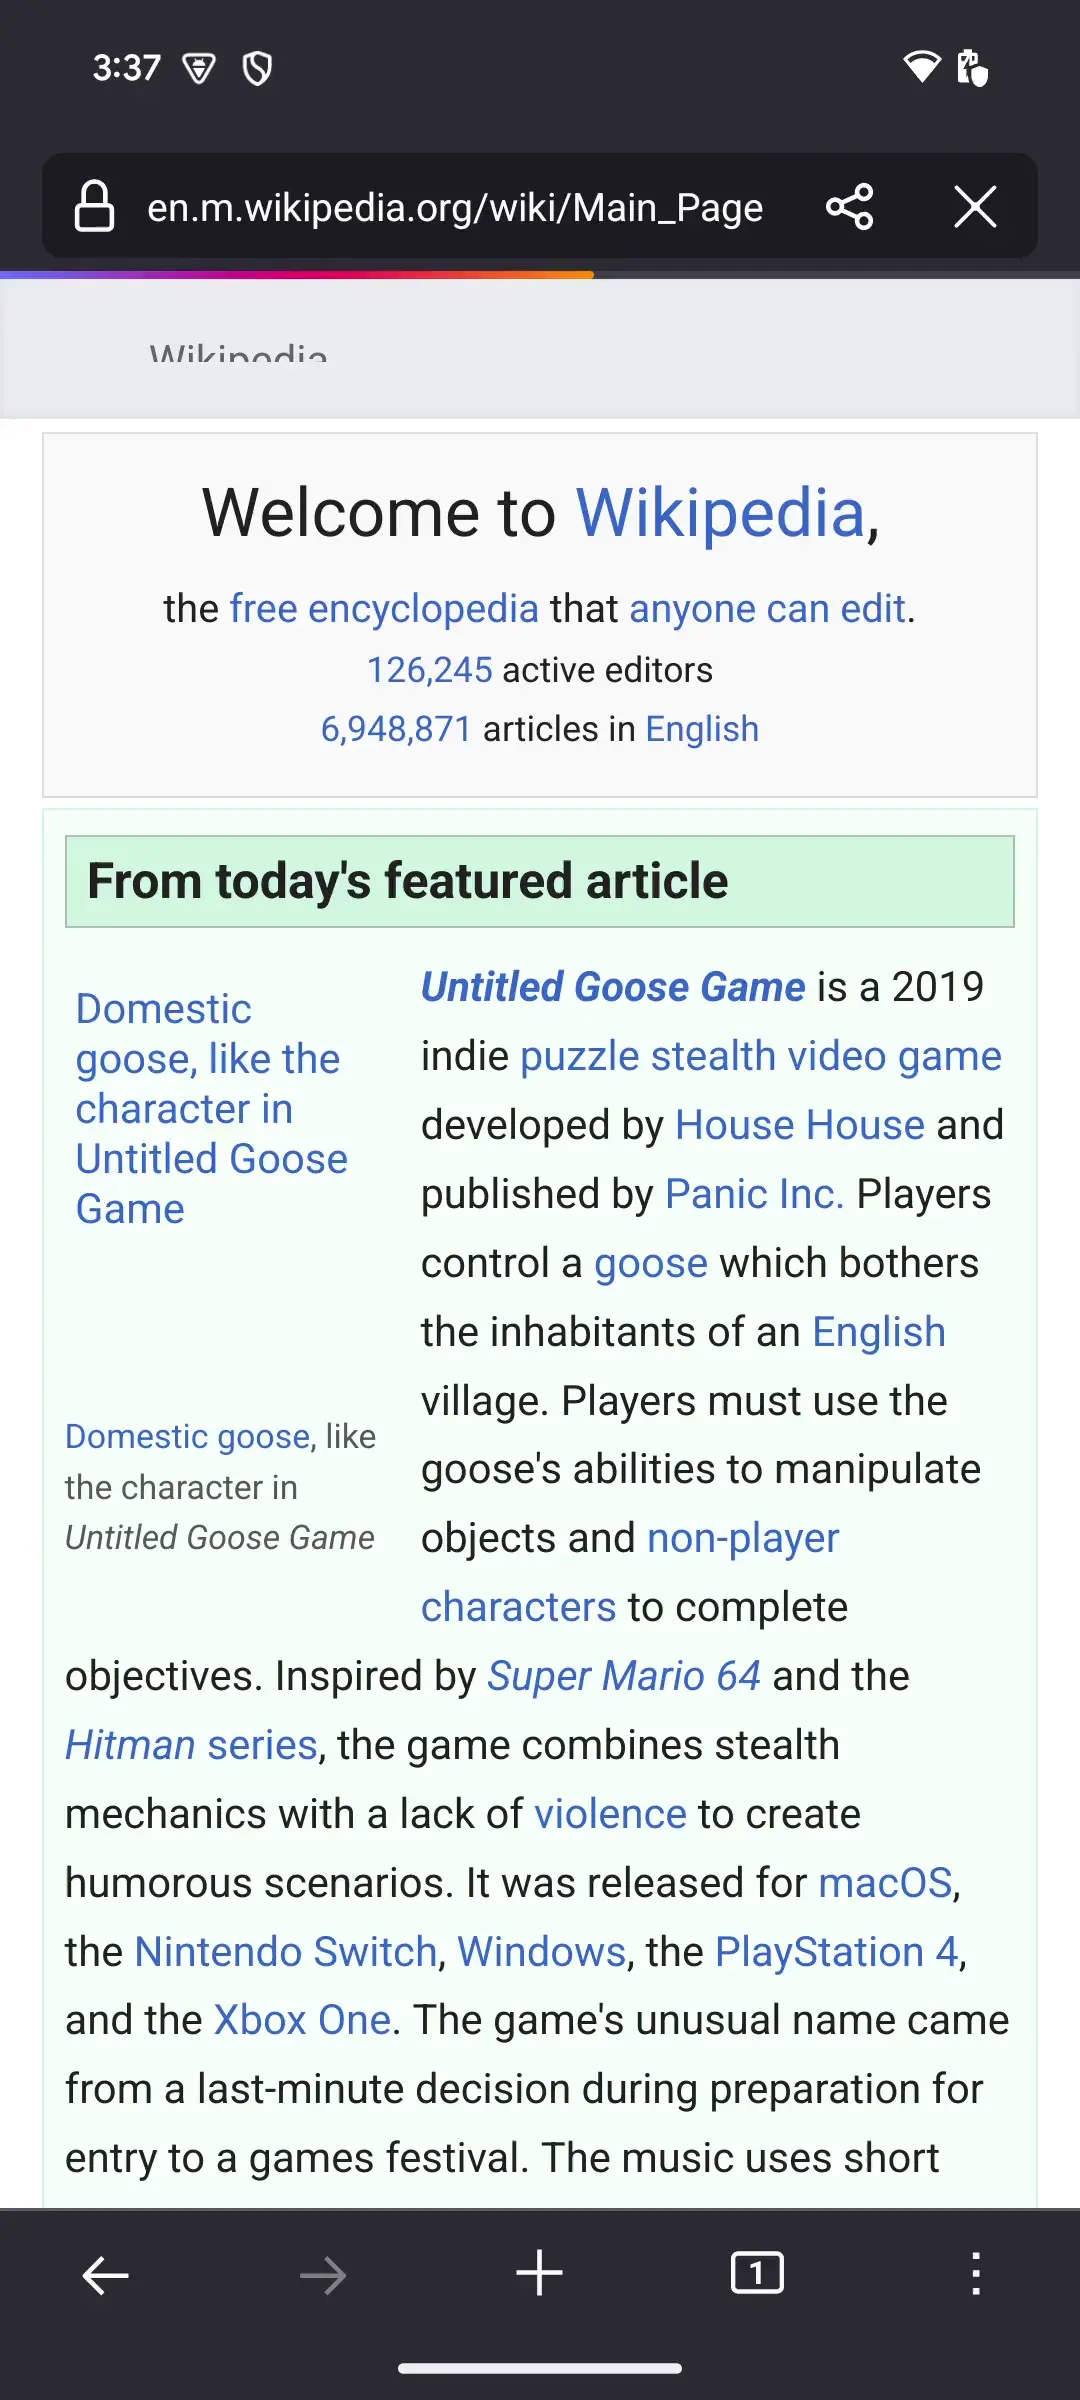 3:37
en.m.wikipedia.org/wiki/Main_Page
Wikipedia
Welcome to Wikipedia,
the free encyclopedia that anyone can edit.
126,245 active editors
6,948,871 articles in English
From today's featured article
Domestic
goose, like the
character in
Untitled Goose
Game
Domestic goose, like
the character in
Untitled Goose Game
Untitled Goose Game is a 2019
indie puzzle stealth video game
developed by House House and
published by Panic Inc. Players
control a goose which bothers
the inhabitants of an English
village. Players must use the
goose's abilities to manipulate
objects and non-player
characters to complete
objectives. Inspired by Super Mario 64 and the
Hitman series, the game combines stealth
mechanics with a lack of violence to create
humorous scenarios. It was released for macOS,
the Nintendo Switch, Windows, the PlayStation 4,
and the Xbox One. The game's unusual name came
from a last-minute decision during preparation for
entry to a games festival. The music uses short
1